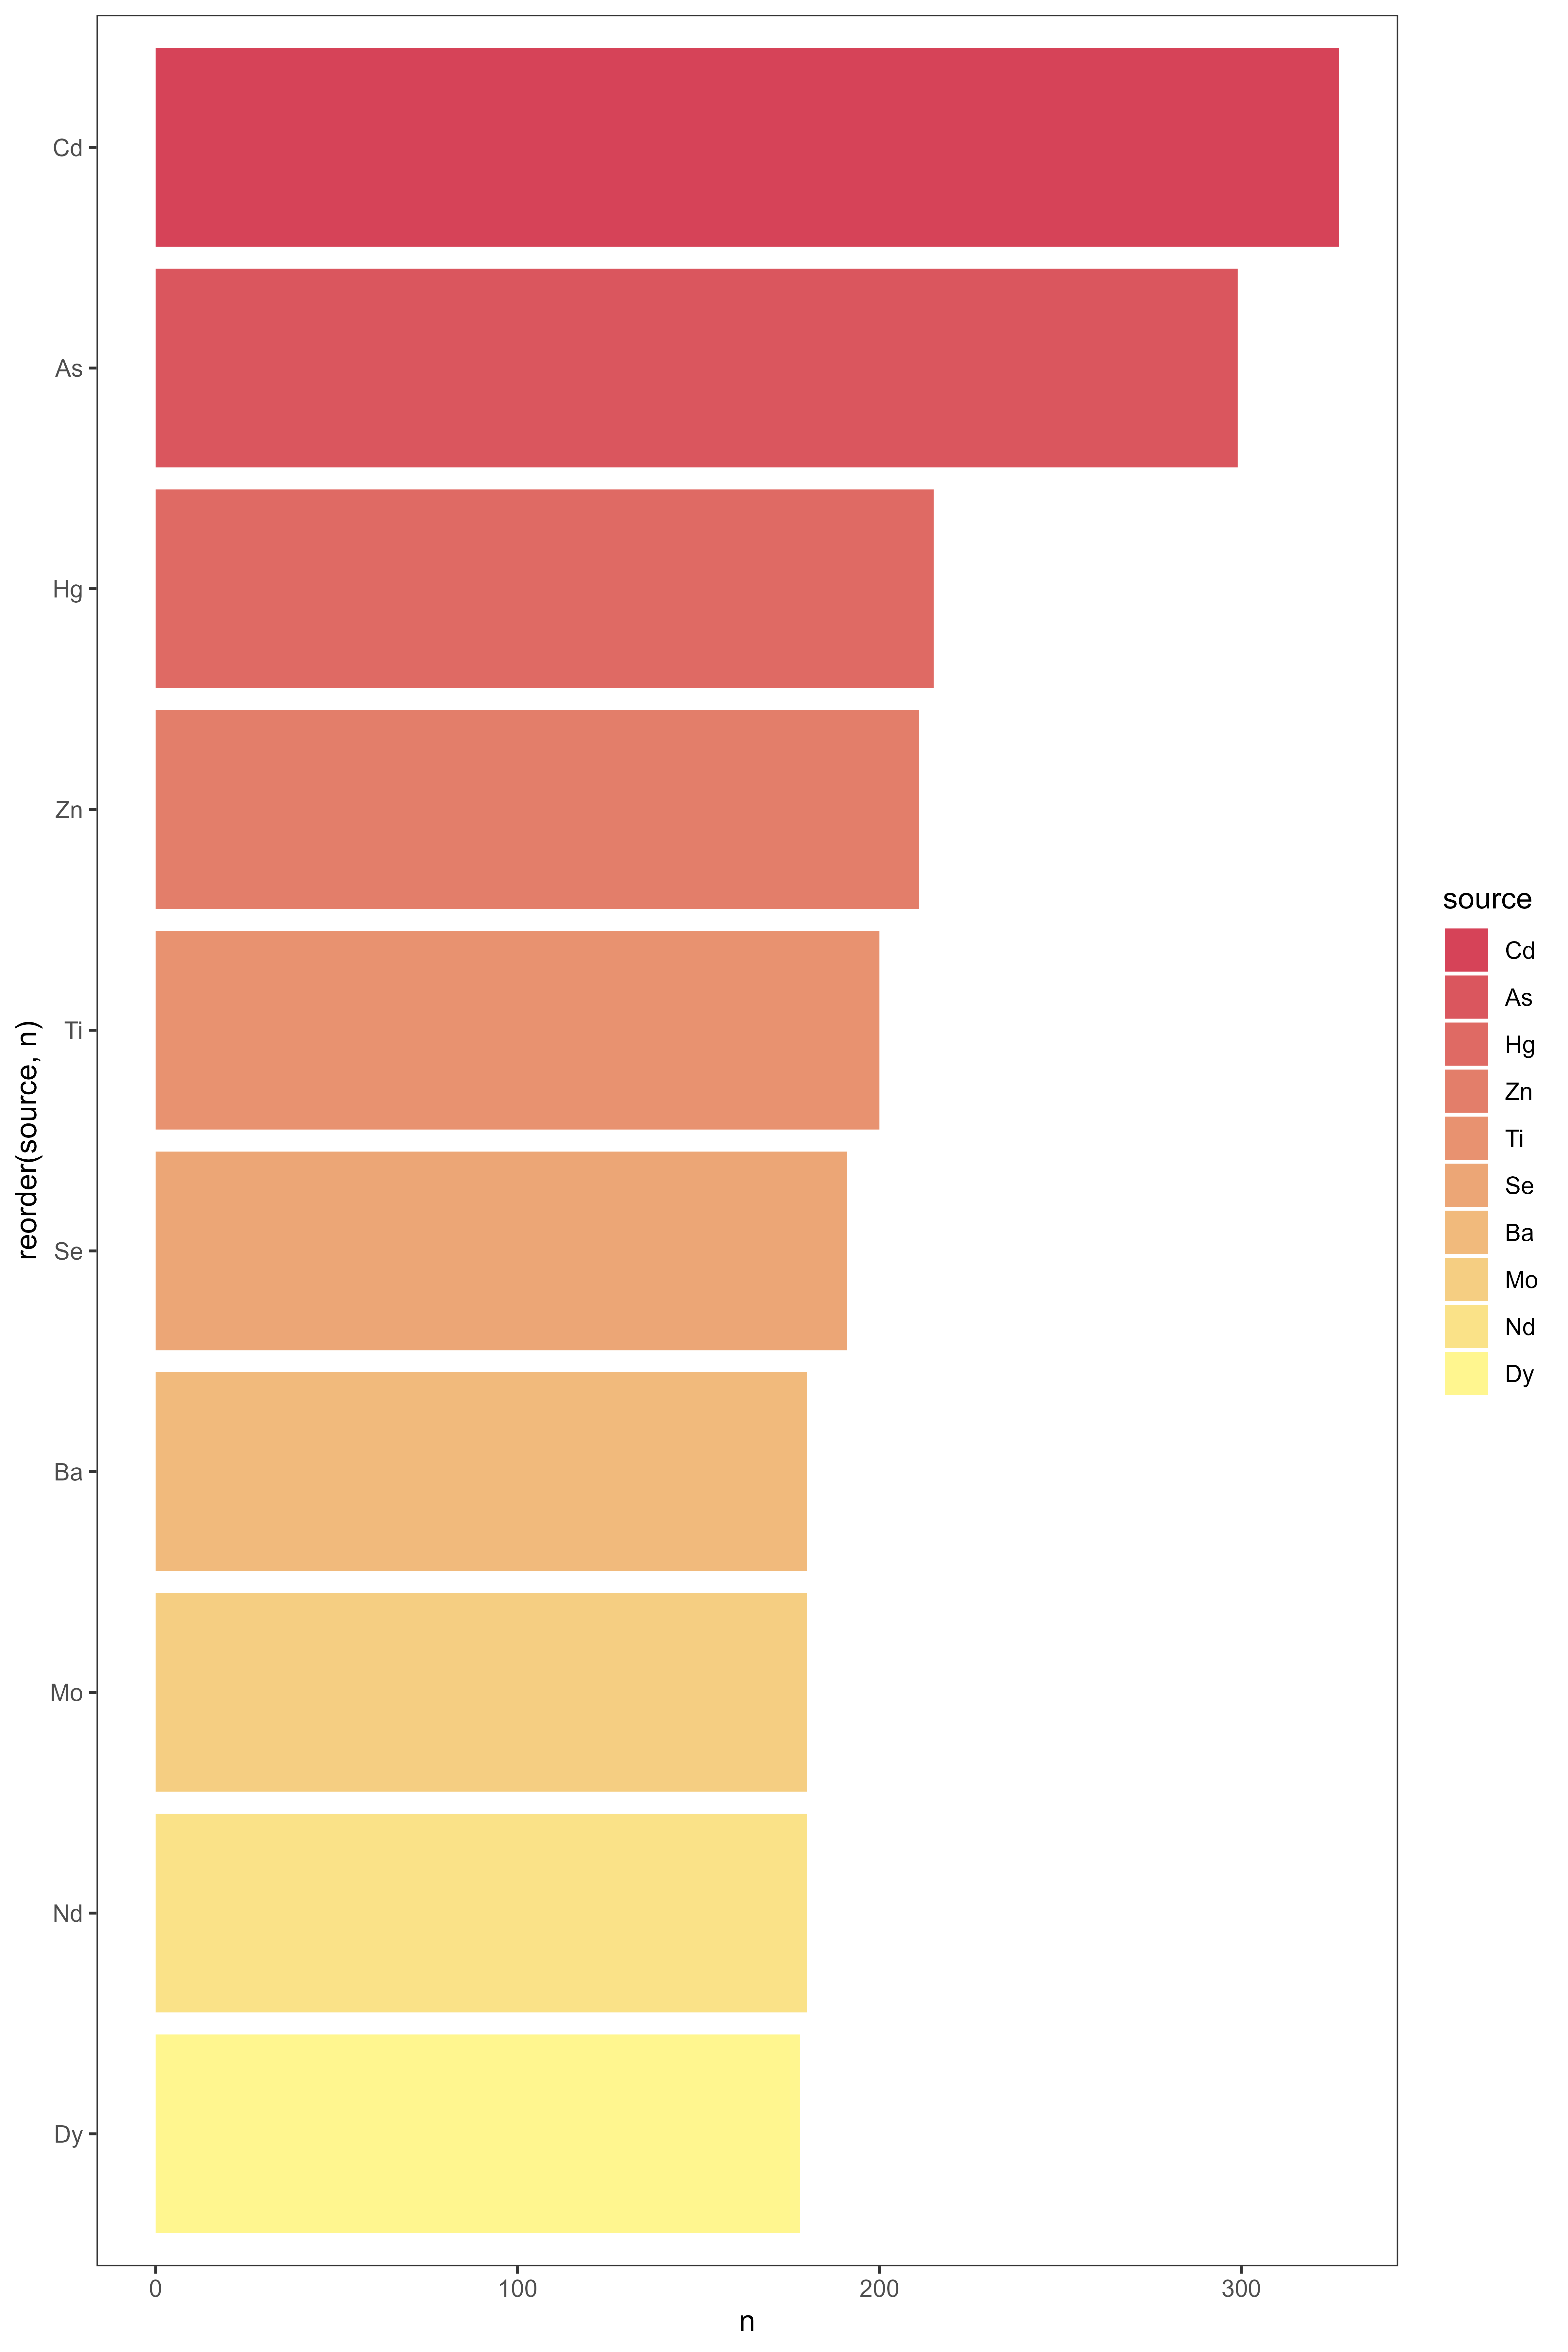 reorder(source, n)
Cd
As
Hg
Zn
Ti
Se
Ba
Mo
Nd
Dy
0 100 200 300
n
source
Cd
As
Hg
Zn
Ti
Se
Ba
Mo
Nd
Dy